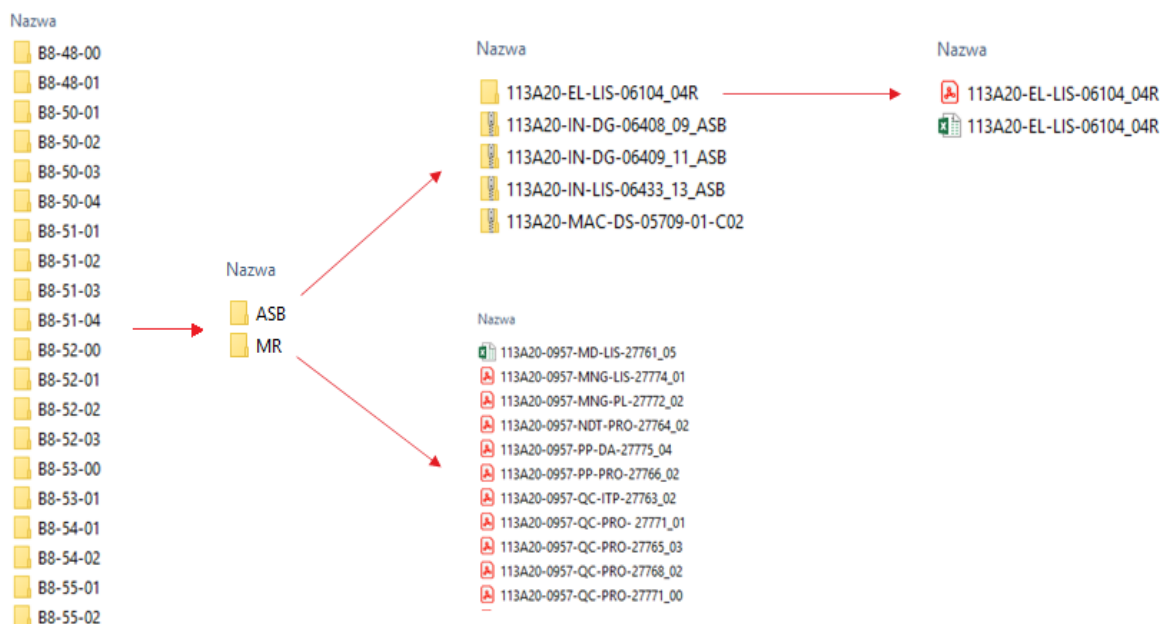 Nazwa
B8-48-00
B8-48-01
B8-50-01
B8-50-02
B8-50-03
B8-50-04
B8-51-01
B8-51-02
B8-51-03
B8-51-04
B8-52-00
B8-52-01
B8-52-02
B8-52-03
B8-53-00
B8-53-01
B8-54-01
B8-54-02
B8-55-01
B8-55-02
Nazwa
ASB
MR
Nazwa
113A20-EL-LIS-06104_04R
113A20-IN-DG-06408_09_ASB
113A20-IN-DG-06409_11_ASB
113A20-IN-LIS-06433_13_ASB
113A20-MAC-DS-05709-01-C02
Nazwa
113A20-EL-LIS-06104_04R
113A20-EL-LIS-06104_04R
Nazwa
113A20-0957-MD-LIS-27761_05
113A20-0957-MNG-LIS-27774_01
113A20-0957-MNG-PL-27772_02
113A20-0957-NDT-PRO-27764_02
113A20-0957-PP-DA-27775_04
113A20-0957-PP-PRO-27766_02
113A20-0957-QC-ITP-27763_02
113A20-0957-QC-PRO- 27771_01
113A20-0957-QC-PRO-27765_03
113A20-0957-QC-PRO-27768_02
113A20-0957-QC-PRO-27771_00